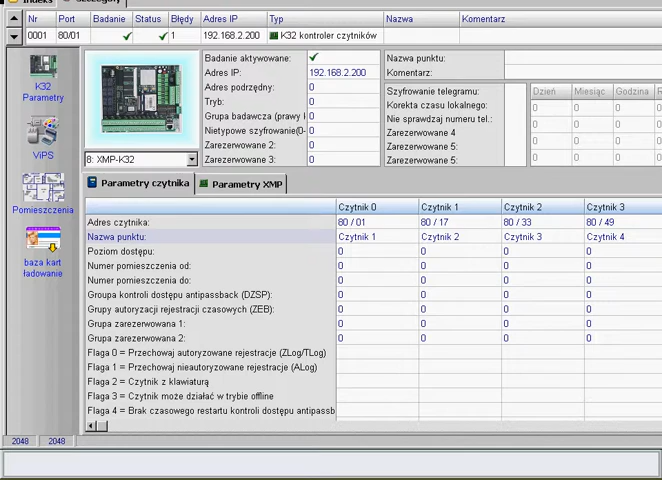 Indeks Szczegóły
Nr Port Badanie Status Błędy Adres IP Typ Nazwa Komentarz
0001 80/01 1 192.168.2.200 K32 kontroler czytników
K32
Parametry
ViPS
Pomieszczenia
baza kart
ładowanie
8: XMP-K32
Badanie aktywowane:
Adres IP: 192.168.2.200
Adres podrzędny: 0
Tryb: 0
Grupa badawcza (prawy k 0
Nietypowe szyfrowanie(0- 0
Zarezerwowane 2: 0
Zarezerwowane 3: 0
Nazwa punktu:
Komentarz:
Szyfrowanie telegramu:
Korekta czasu lokalnego:
Nie sprawdzaj numeru tel.:
Zarezerwowane 4
Zarezerwowane 5:
Zarezerwowane 5:
Dzień Miesiąc Godzina R
0 0 0 0
0 0 0 0
0 0 0 0
0 0 0 0
Parametry czytnika Parametry XMP
Czytnik 0 Czytnik 1 Czytnik 2 Czytnik 3
Adres czytnika: 80 / 01 80 / 17 80 / 33 80 / 49
Nazwa punktu: Czytnik 1 Czytnik 2 Czytnik 3 Czytnik 4
Poziom dostępu: 0 0 0 0
Numer pomieszczenia od: 0 0 0 0
Numer pomieszczenia do: 0 0 0 0
Groupa kontroli dostępu antipassback (DZSP): 0 0 0 0
Grupy autoryzacji rejestracji czasowych (ZEB): 0 0 0 0
Grupa zarezerwowana 1: 0 0 0 0
Grupa zarezerwowana 2: 0 0 0 0
Flaga 0 = Przechowaj autoryzowane rejestracje (ZLog/TLog)
Flaga 1 = Przechowaj nieautoryzowane rejestracje (ALog)
Flaga 2 = Czytnik z klawiaturą
Flaga 3 = Czytnik może działać w trybie offline
Flaga 4 = Brak czasowego restartu kontroli dostępu antipassb
2048 2048